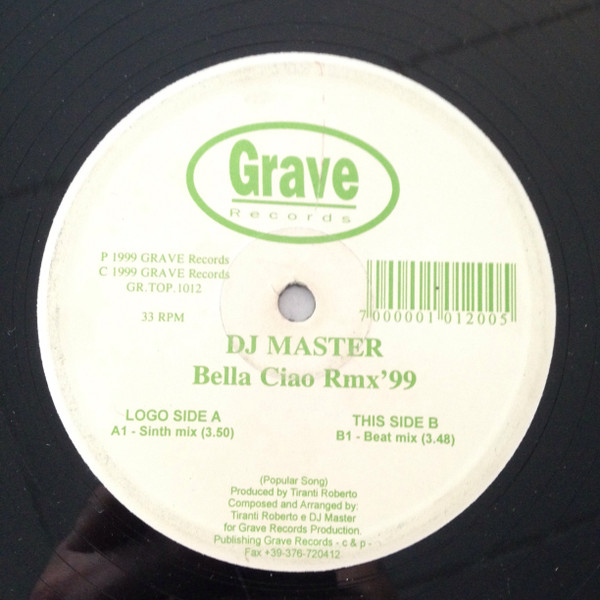 Grave
Records
P 1999 GRAVE Records
C 1999 GRAVE Records
GR.TOP.1012
33 RPM
7 000001 012005
DJ MASTER
Bella Ciao Rmx'99
LOGO SIDE A
A1 - Sinth mix (3.50)
THIS SIDE B
B1 - Beat mix (3.48)
(Popular Song)
Produced by Tiranti Roberto
Composed and Arranged by:
Tiranti Roberto e DJ Master
for Grave Records Production.
Publishing Grave Records - c & p -
Fax +39-376-720412